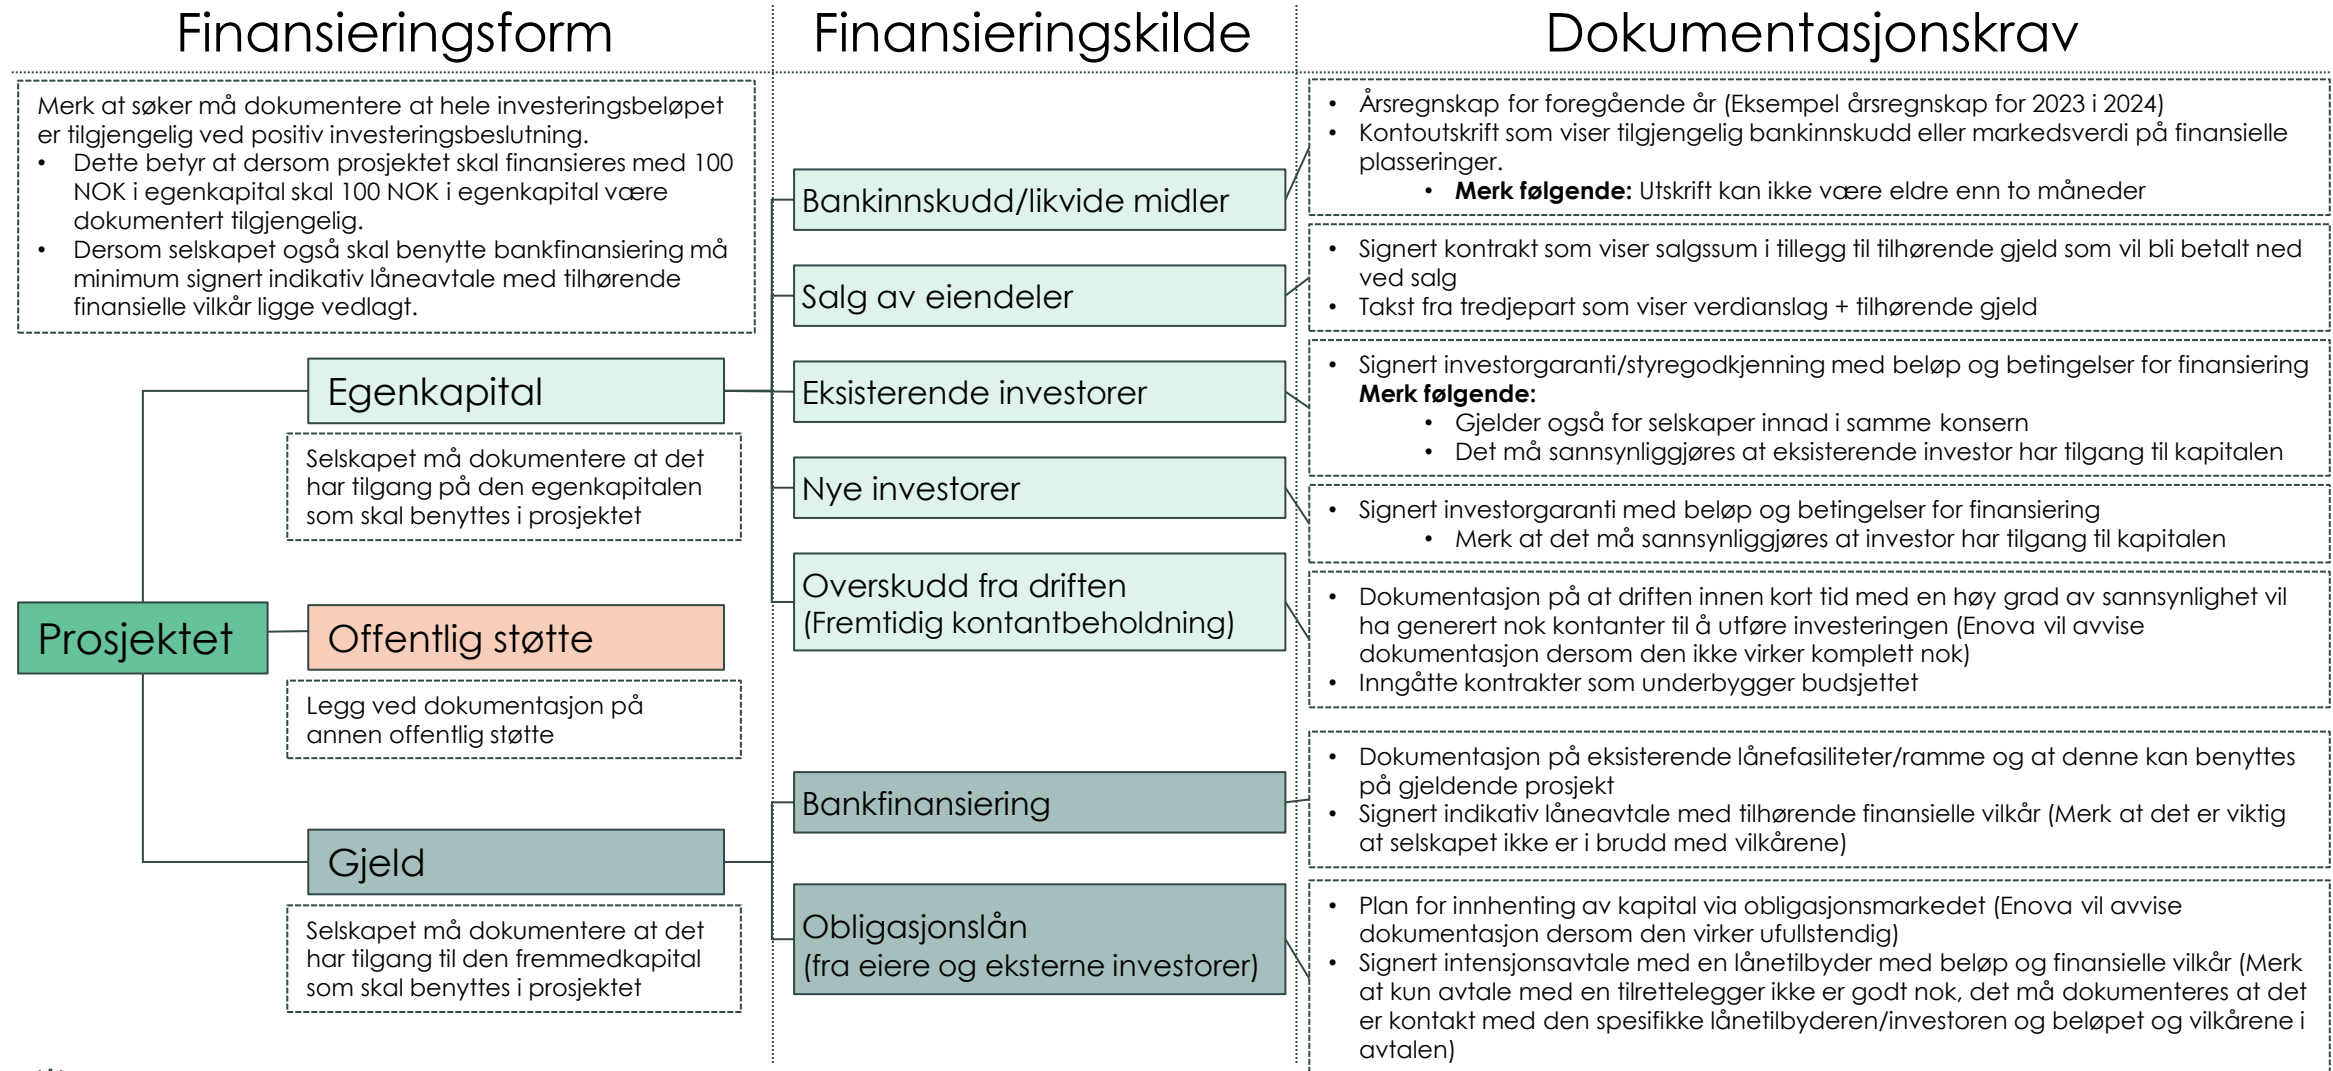 Finansieringsform
Finansieringskilde
Dokumentasjonskrav
Merk at søker må dokumentere at hele investeringsbeløpet
er tilgjengelig ved positiv investeringsbeslutning.
• Dette betyr at dersom prosjektet skal finansieres med 100
NOK i egenkapital skal 100 NOK i egenkapital være
dokumentert tilgjengelig.
• Dersom selskapet også skal benytte bankfinansiering må
minimum signert indikativ låneavtale med tilhørende
finansielle vilkår ligge vedlagt.
Prosjektet
Egenkapital
Selskapet må dokumentere at det
har tilgang på den egenkapitalen
som skal benyttes i prosjektet
Offentlig støtte
Legg ved dokumentasjon på
annen offentlig støtte
Gjeld
Selskapet må dokumentere at det
har tilgang til den fremmedkapital
som skal benyttes i prosjektet
Bankinnskudd/likvide midler
Salg av eiendeler
Eksisterende investorer
Nye investorer
Overskudd fra driften
(Fremtidig kontantbeholdning)
Bankfinansiering
Obligasjonslån
(fra eiere og eksterne investorer)
• Årsregnskap for foregående år (Eksempel årsregnskap for 2023 i 2024)
• Kontoutskrift som viser tilgjengelig bankinnskudd eller markedsverdi på finansielle
plasseringer.
• Merk følgende: Utskrift kan ikke være eldre enn to måneder
• Signert kontrakt som viser salgssum i tillegg til tilhørende gjeld som vil bli betalt ned
ved salg
• Takst fra tredjepart som viser verdianslag + tilhørende gjeld
• Signert investorgaranti/styregodkjenning med beløp og betingelser for finansiering
Merk følgende:
• Gjelder også for selskaper innad i samme konsern
• Det må sannsynliggjøres at eksisterende investor har tilgang til kapitalen
• Signert investorgaranti med beløp og betingelser for finansiering
• Merk at det må sannsynliggjøres at investor har tilgang til kapitalen
• Dokumentasjon på at driften innen kort tid med en høy grad av sannsynlighet vil
ha generert nok kontanter til å utføre investeringen (Enova vil avvise
dokumentasjon dersom den ikke virker komplett nok)
• Inngåtte kontrakter som underbygger budsjettet
• Dokumentasjon på eksisterende lånefasiliteter/ramme og at denne kan benyttes
på gjeldende prosjekt
• Signert indikativ låneavtale med tilhørende finansielle vilkår (Merk at det er viktig
at selskapet ikke er i brudd med vilkårene)
• Plan for innhenting av kapital via obligasjonsmarkedet (Enova vil avvise
dokumentasjon dersom den virker ufullstendig)
• Signert intensjonsavtale med en lånetilbyder med beløp og finansielle vilkår (Merk
at kun avtale med en tilrettelegger ikke er godt nok, det må dokumenteres at det
er kontakt med den spesifikke lånetilbyderen/investoren og beløpet og vilkårene i
avtalen)